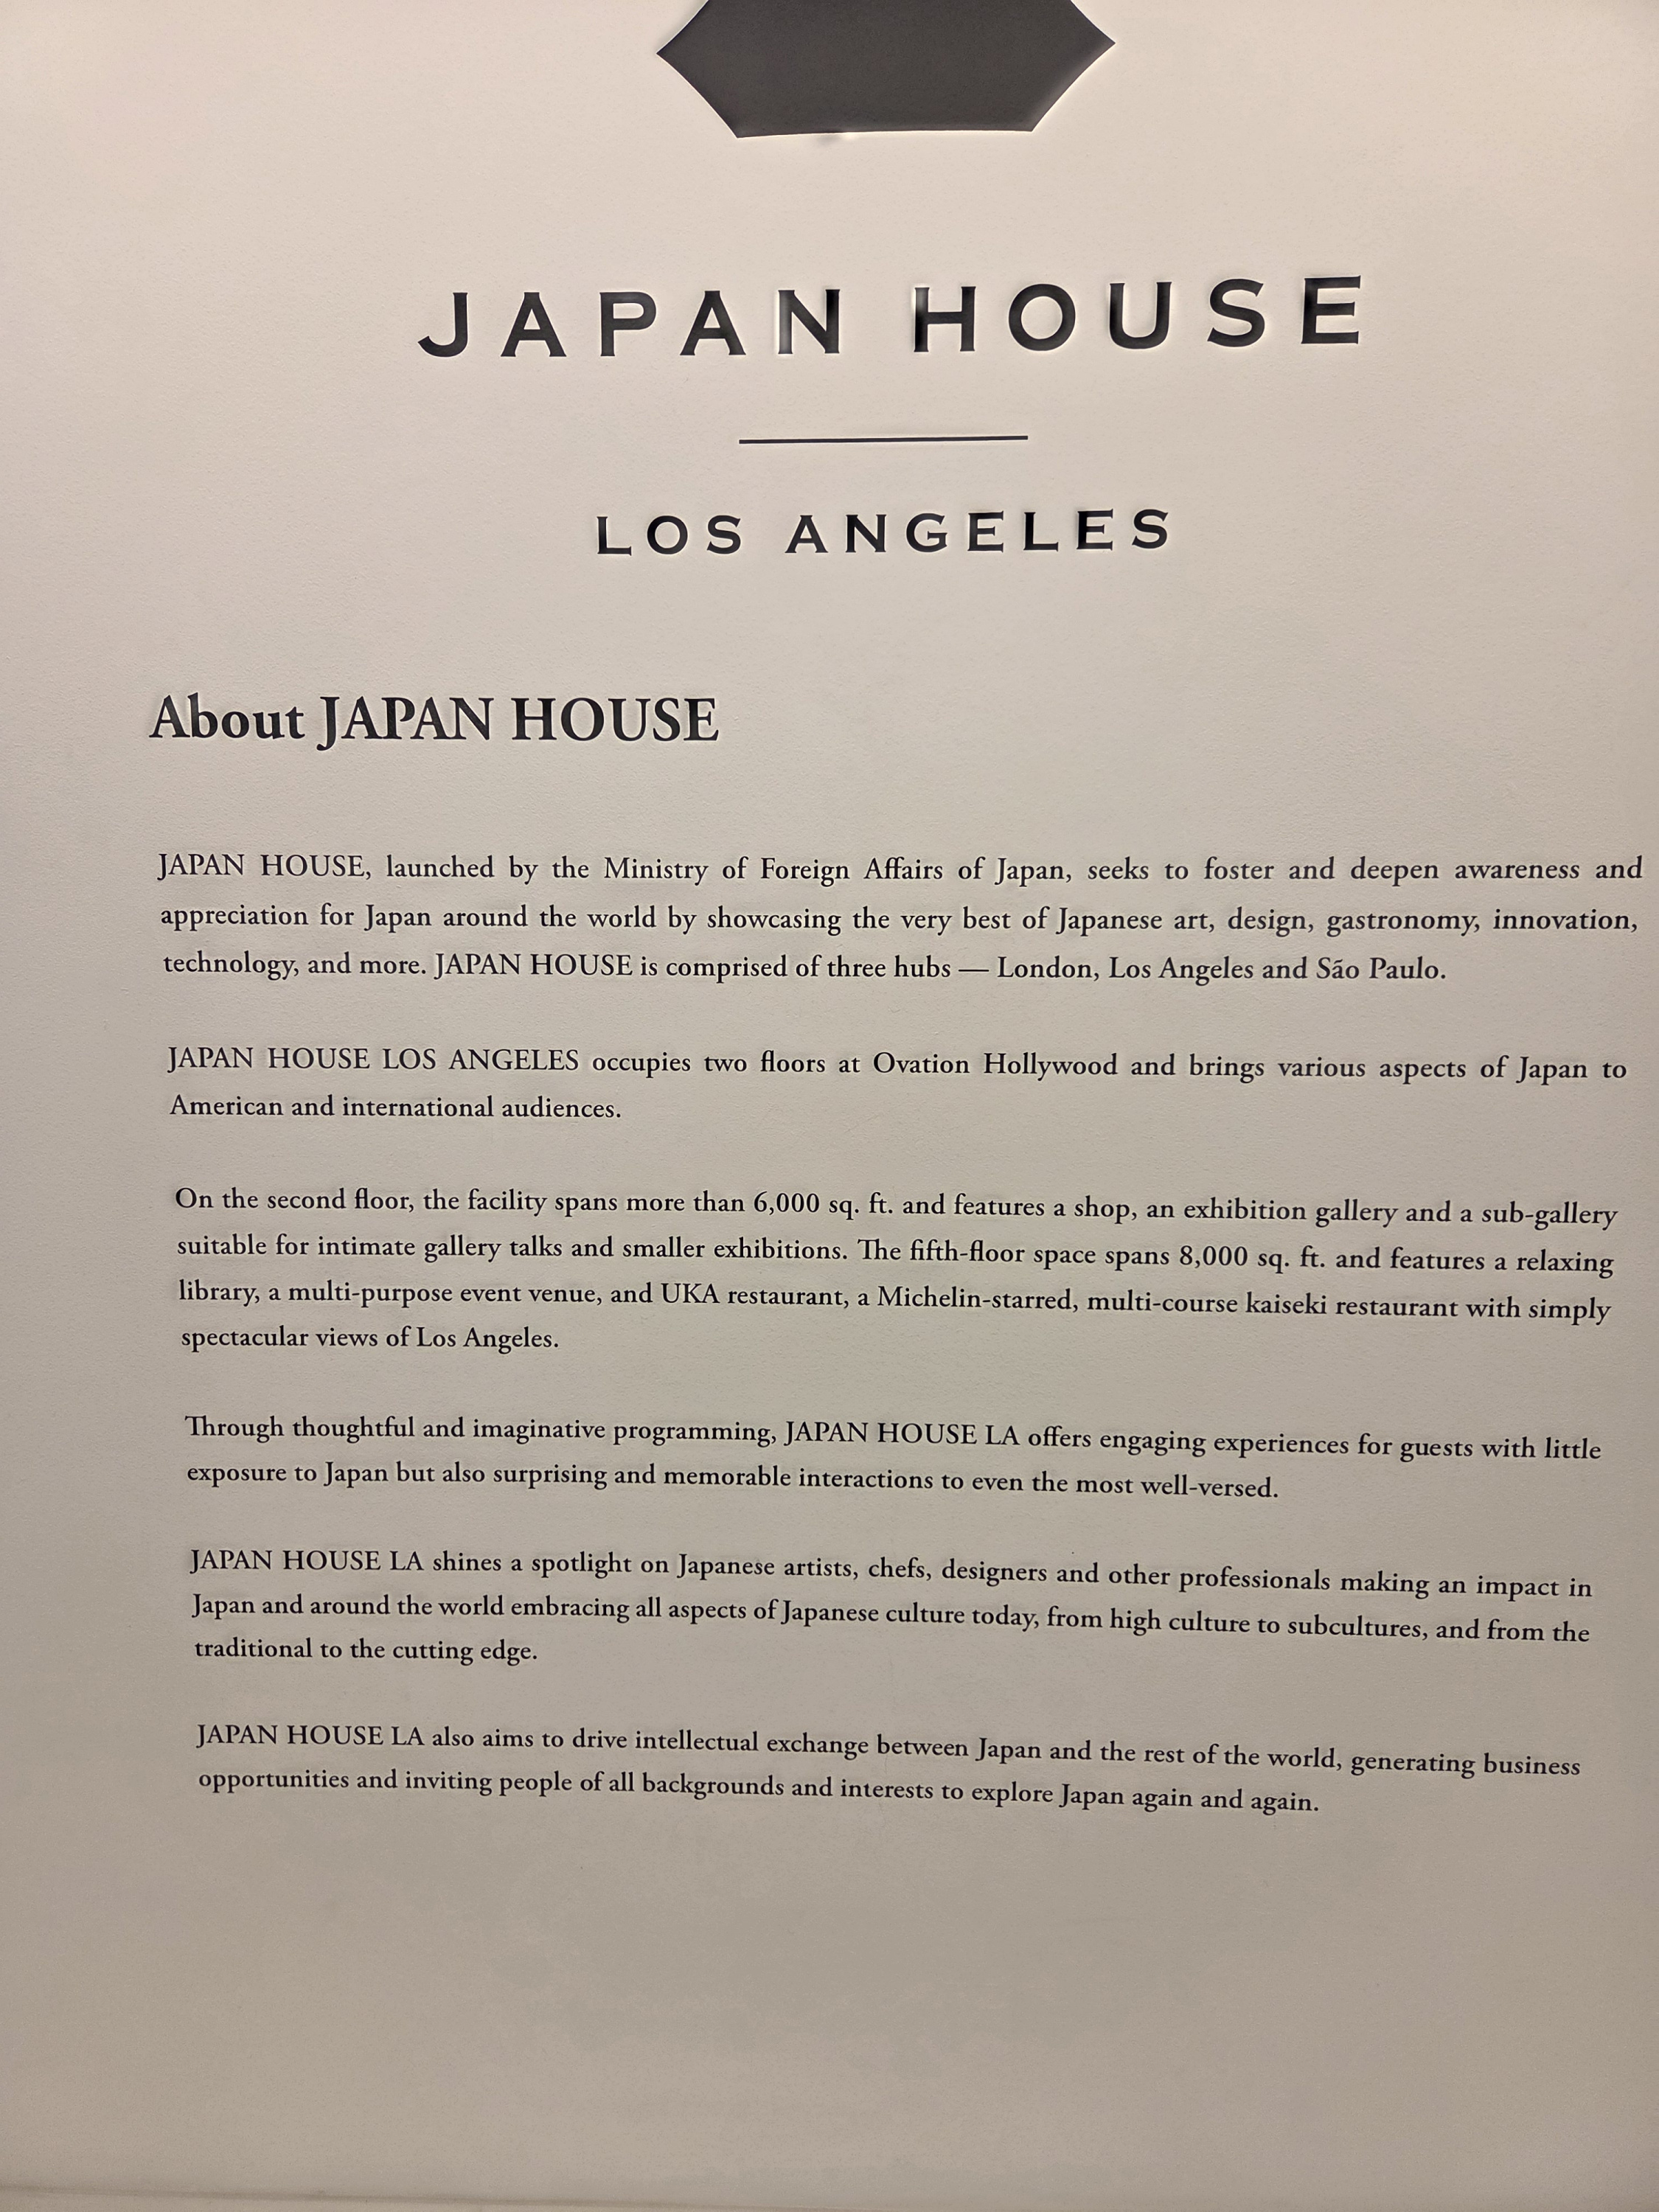 JAPAN HOUSE
LOS ANGELES
About JAPAN HOUSE
JAPAN HOUSE, launched by the Ministry of Foreign Affairs of Japan, seeks to foster and deepen awareness and
appreciation for Japan around the world by showcasing the very best of Japanese art, design, gastronomy, innovation,
technology, and more. JAPAN HOUSE is comprised of three hubs — London, Los Angeles and São Paulo.
JAPAN HOUSE LOS ANGELES occupies two floors at Ovation Hollywood and brings various aspects of Japan to
American and international audiences.
On the second floor, the facility spans more than 6,000 sq. ft. and features a shop, an exhibition gallery and a sub-gallery
suitable for intimate gallery talks and smaller exhibitions. The fifth-floor space spans 8,000 sq. ft. and features a relaxing
library, a multi-purpose event venue, and UKA restaurant, a Michelin-starred, multi-course kaiseki restaurant with simply
spectacular views of Los Angeles.
Through thoughtful and imaginative programming, JAPAN HOUSE LA offers engaging experiences for guests with little
exposure to Japan but also surprising and memorable interactions to even the most well-versed.
JAPAN HOUSE LA shines a spotlight on Japanese artists, chefs, designers and other professionals making an impact in
Japan and around the world embracing all aspects of Japanese culture today, from high culture to subcultures, and from the
traditional to the cutting edge.
JAPAN HOUSE LA also aims to drive intellectual exchange between Japan and the rest of the world, generating business
opportunities and inviting people of all backgrounds and interests to explore Japan again and again.